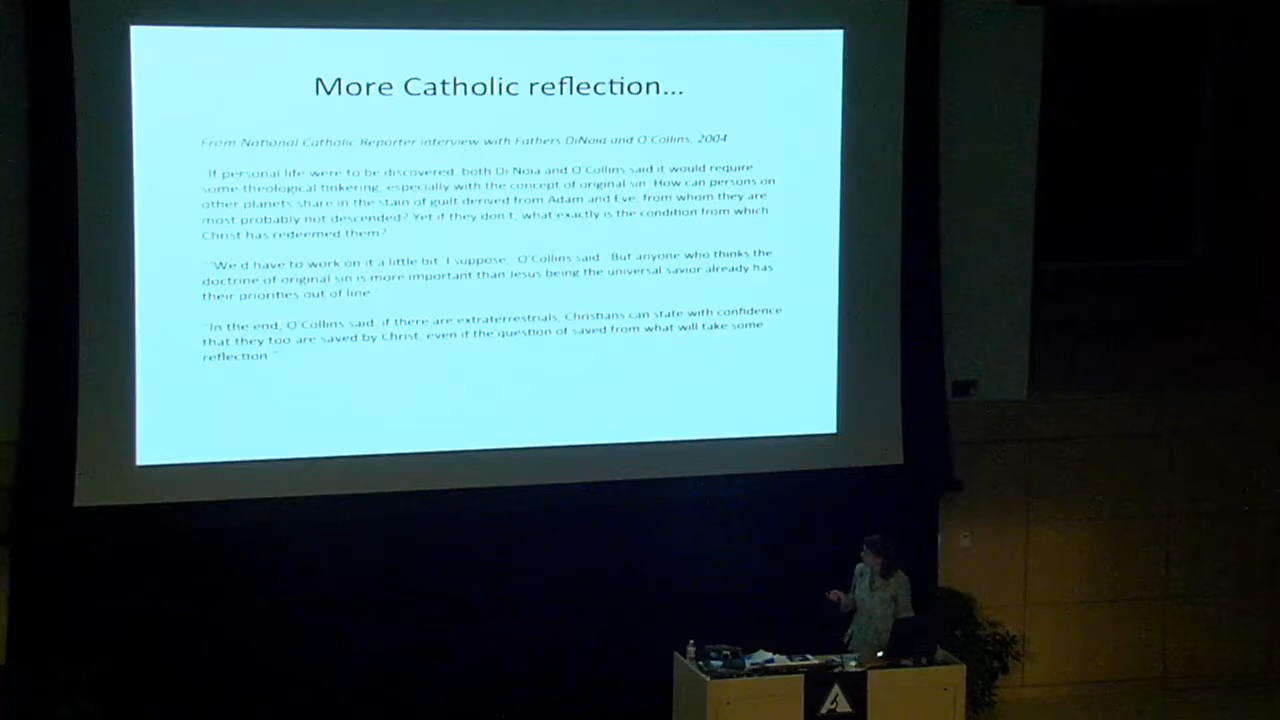 More Catholic reflection...
From National Catholic Reporter interview with Fathers DiNoia and O'Collins, 2004
"If personal life were to be discovered, both Di Noia and O'Collins said it would require
some theological tinkering, especially with the concept of original sin. How can persons on
other planets share in the stain of guilt derived from Adam and Eve, from whom they are
most probably not descended? Yet if they don't, what exactly is the condition from which
Christ has redeemed them?
"'We'd have to work on it a little bit, I suppose,' O'Collins said. 'But anyone who thinks the
doctrine of original sin is more important than Jesus being the universal savior already has
their priorities out of line.'
"In the end, O'Collins said, if there are extraterrestrials, Christians can state with confidence
that they too are saved by Christ, even if the question of saved from what will take some
reflection."